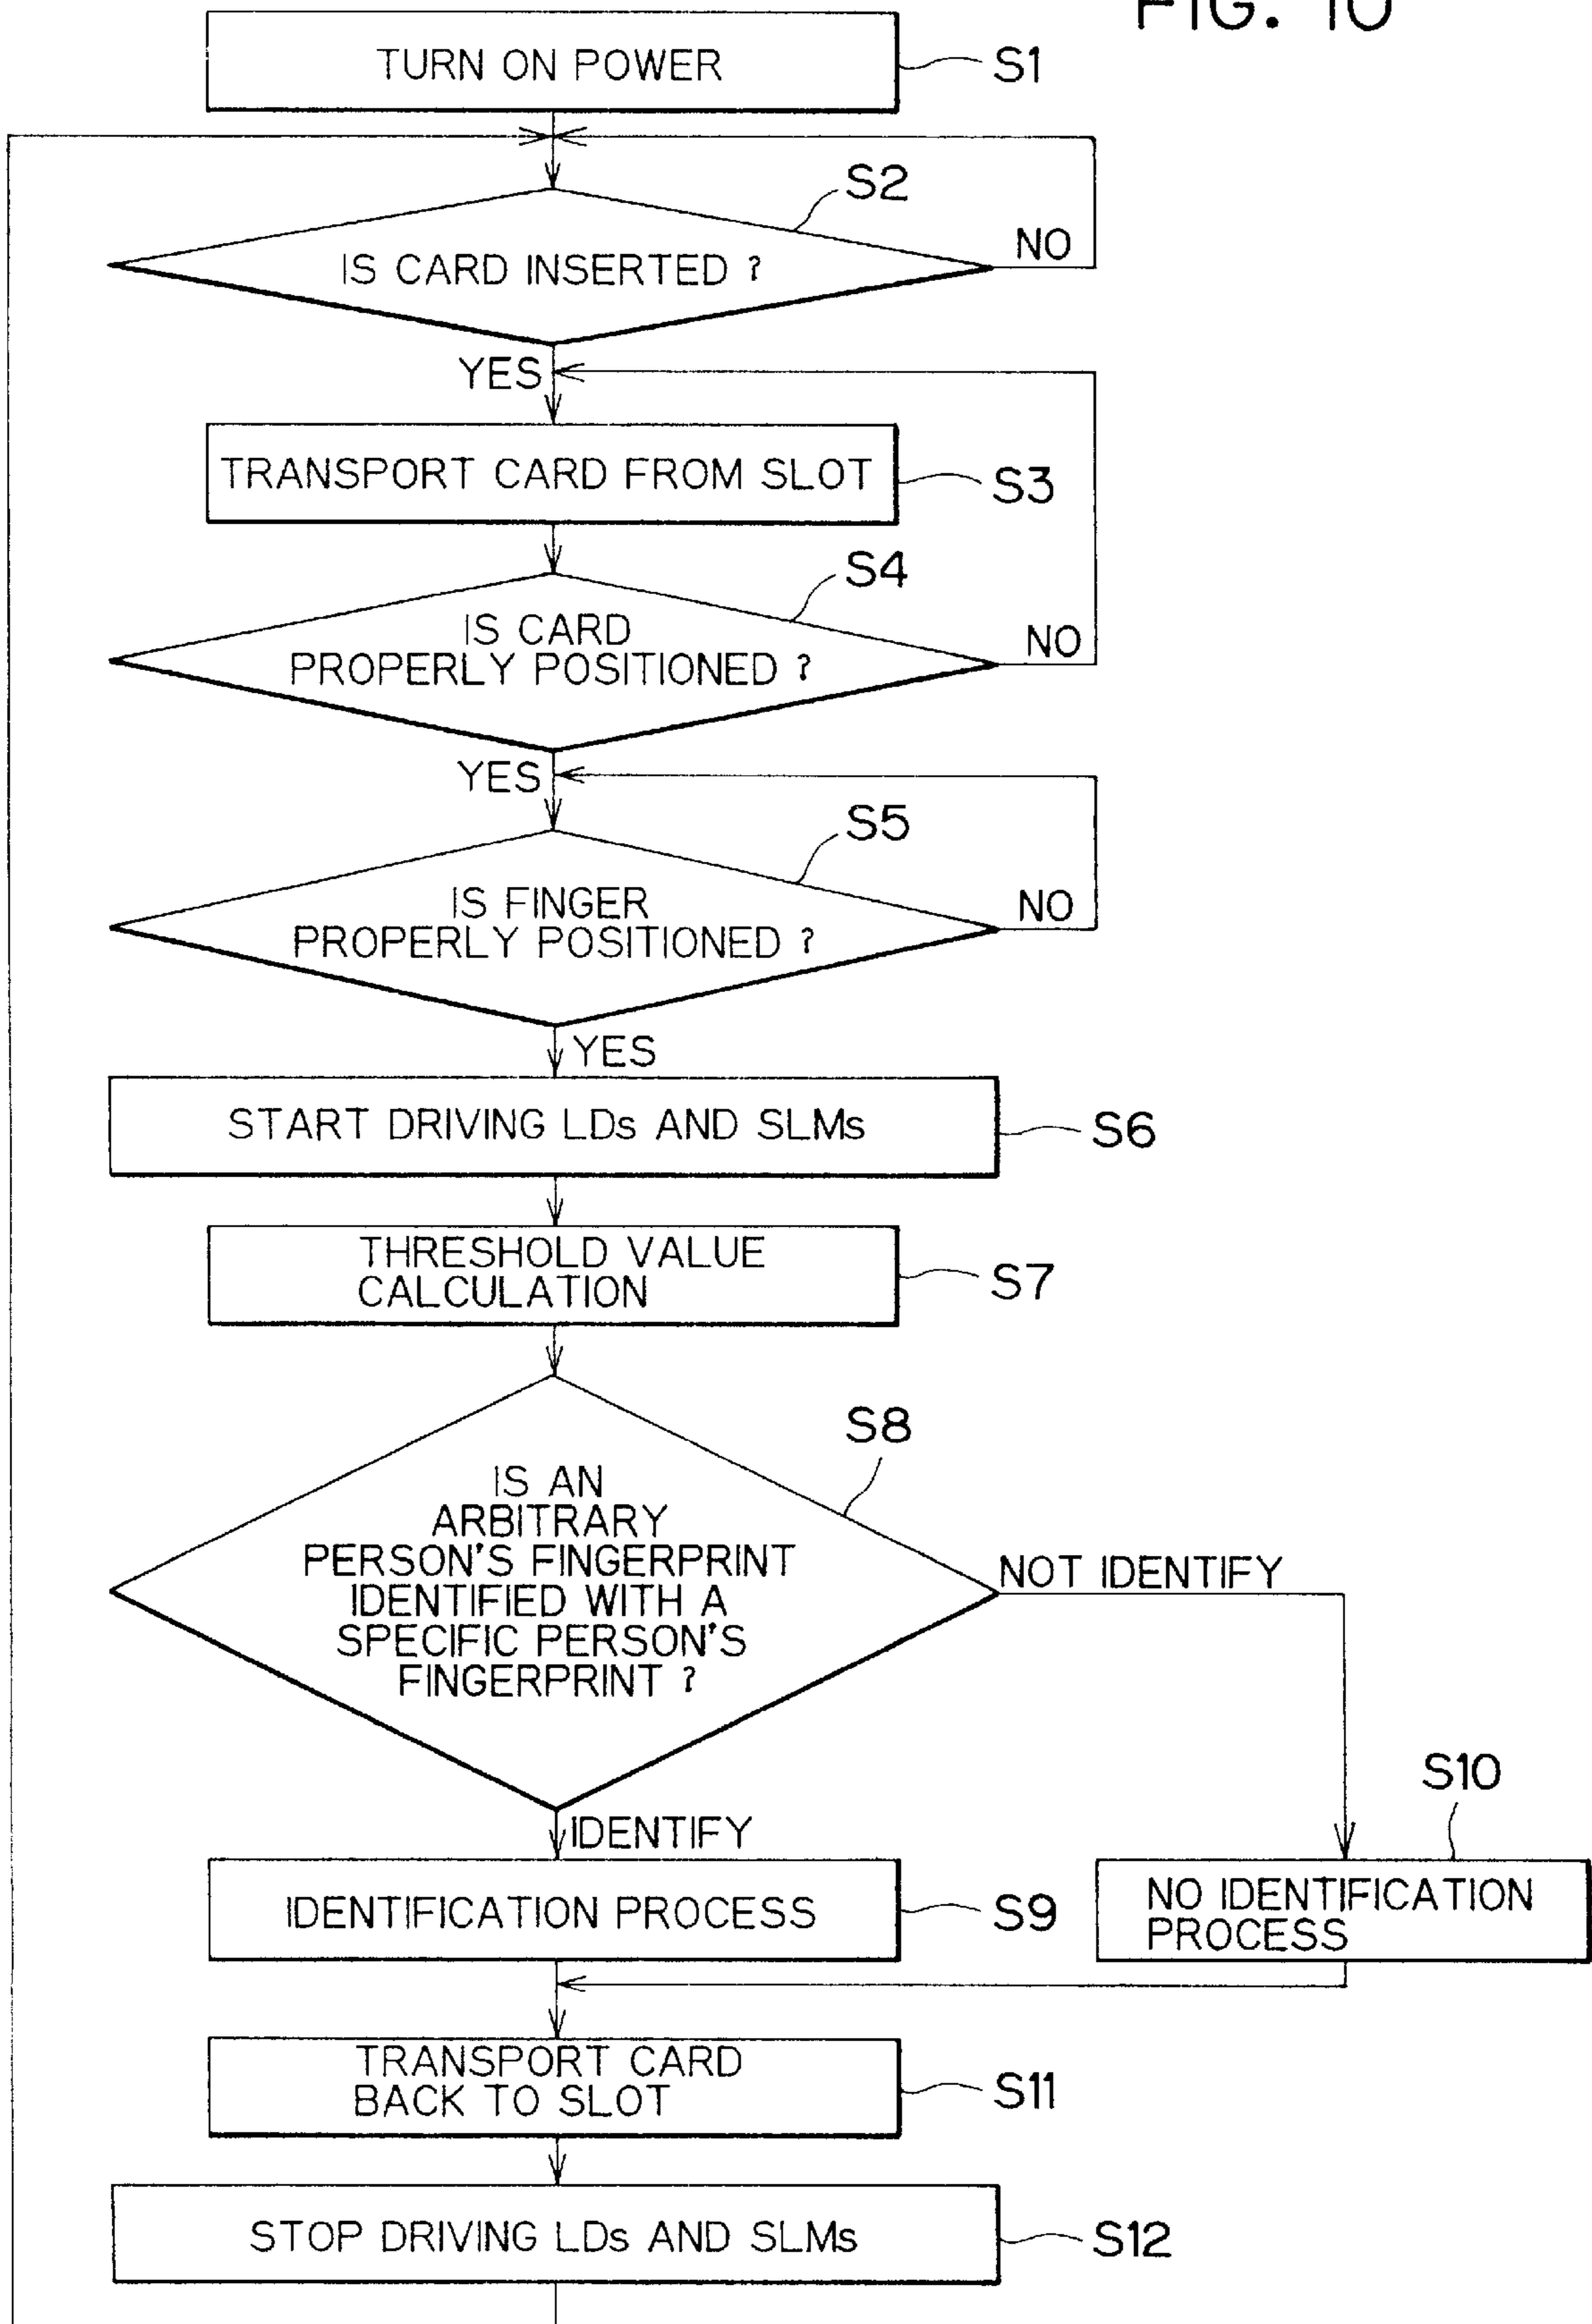 FIG. 10
TURN ON POWER
S1
S2
IS CARD INSERTED ?
NO
YES
TRANSPORT CARD FROM SLOT
S3
S4
IS CARD
PROPERLY POSITIONED ?
NO
YES
S5
IS FINGER
PROPERLY POSITIONED ?
NO
YES
START DRIVING LDs AND SLMs
S6
THRESHOLD VALUE
CALCULATION
S7
S8
IS AN
ARBITRARY
PERSON'S FINGERPRINT
IDENTIFIED WITH A
SPECIFIC PERSON'S
FINGERPRINT ?
NOT IDENTIFY
IDENTIFY
S10
IDENTIFICATION PROCESS
S9
NO IDENTIFICATION
PROCESS
TRANSPORT CARD
BACK TO SLOT
S11
STOP DRIVING LDs AND SLMs
S12